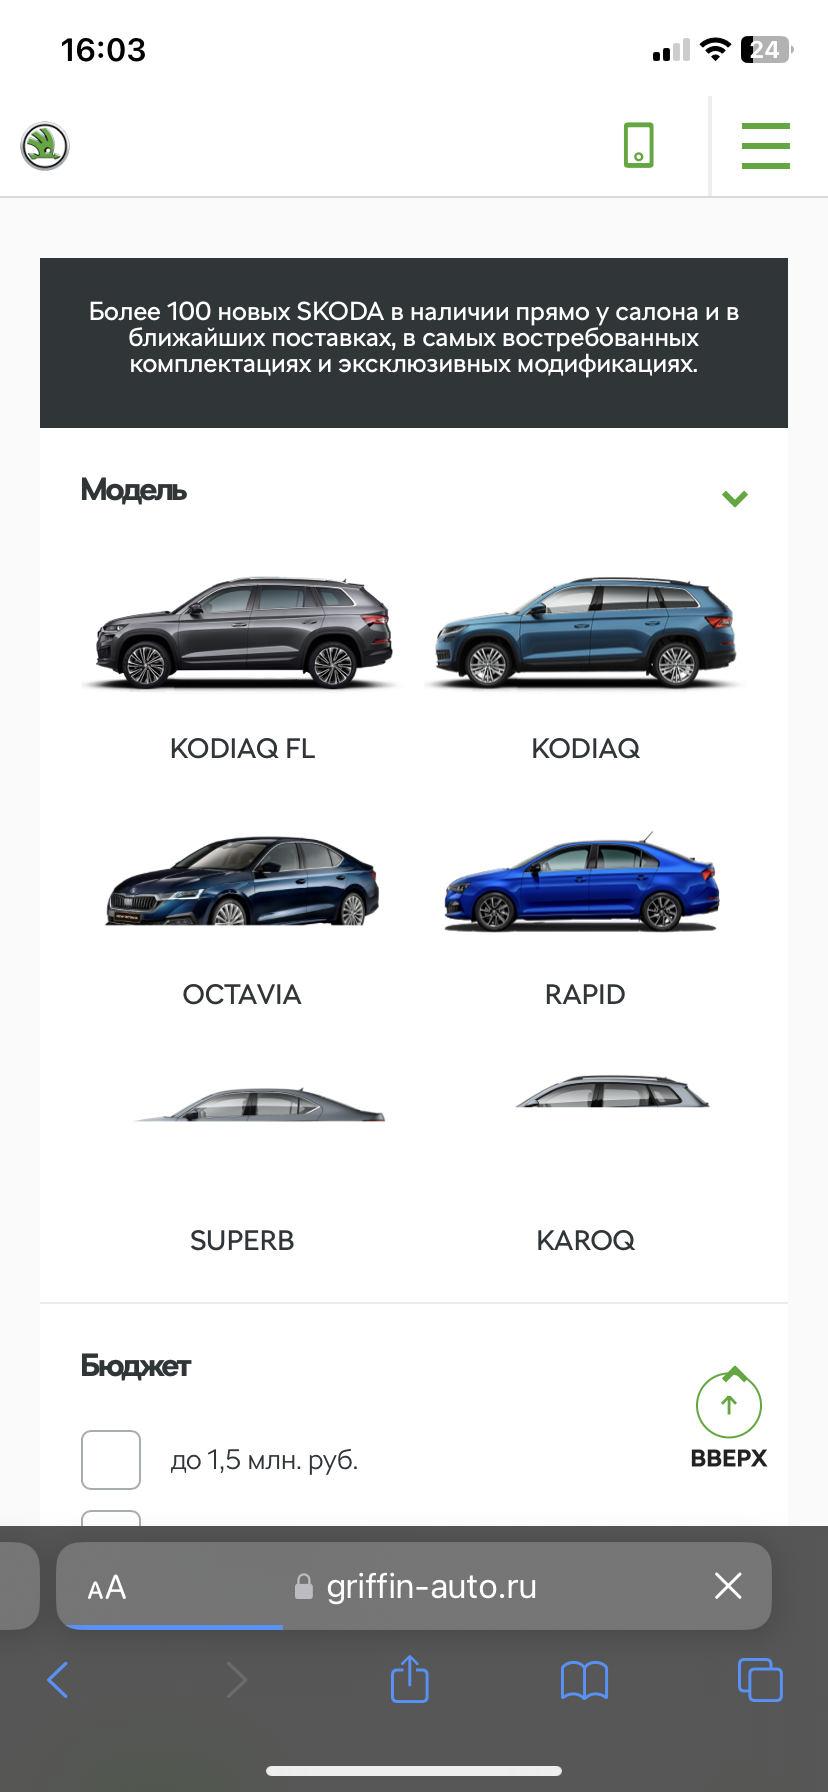 16:03
24
Более 100 новых SKODA в наличии прямо у салона и в
ближайших поставках, в самых востребованных
комплектациях и эксклюзивных модификациях.
Модель
KODIAQ FL
KODIAQ
OCTAVIA
RAPID
SUPERB
KAROQ
Бюджет
до 1,5 млн. руб.
ВВЕРХ
AA
griffin-auto.ru